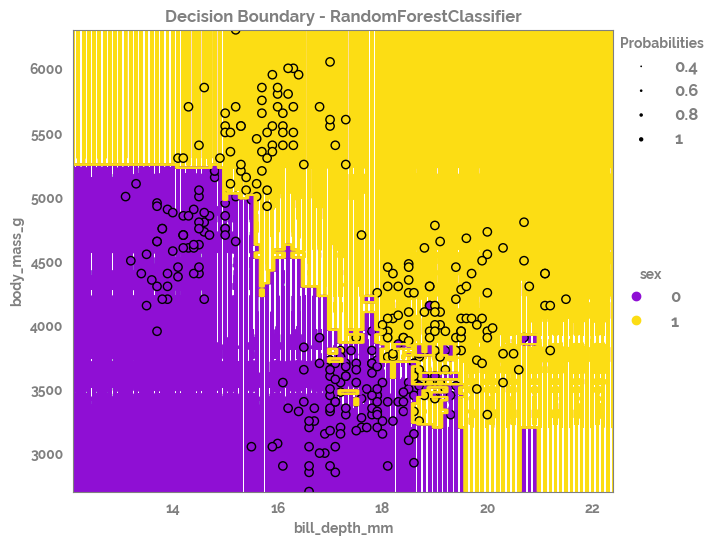 Decision Boundary - RandomForestClassifier
Probabilities
0.4
0.6
0.8
1
sex
0
1
body_mass_g
6000
5500
5000
4500
4000
3500
3000
14 16 18 20 22
bill_depth_mm